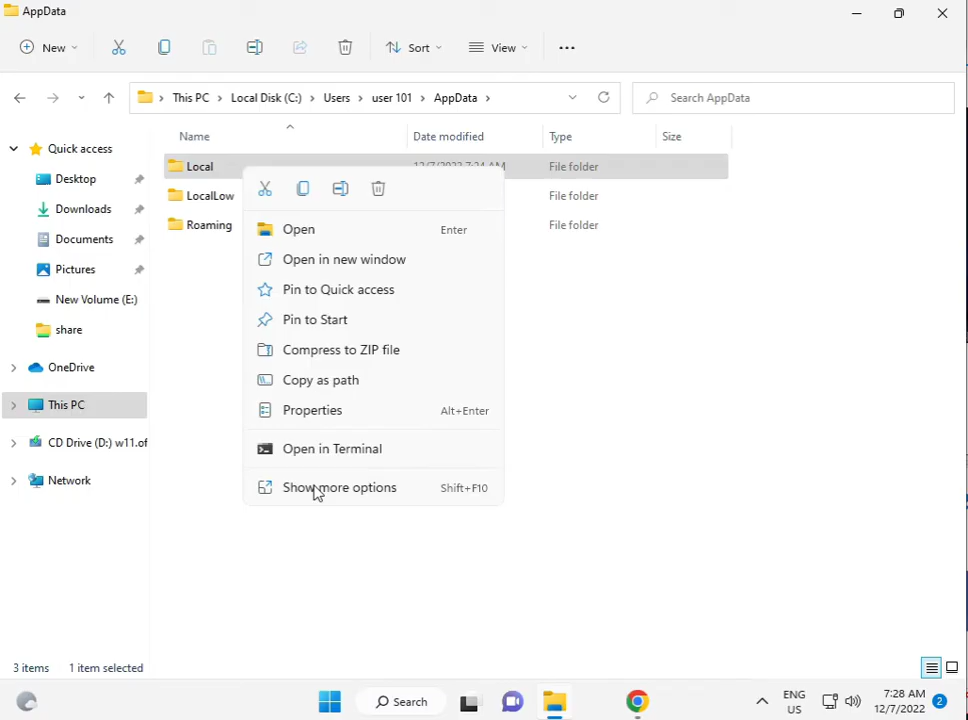 AppData
New
Sort
View
This PC
Local Disk (C:)
Users
user 101
AppData
Search AppData
Name
Date modified
Type
Size
Quick access
Desktop
Downloads
Documents
Pictures
New Volume (E:)
share
OneDrive
This PC
CD Drive (D:) w11.of
Network
Local
12/7/2022 7:24 AM
File folder
LocalLow
File folder
Roaming
File folder
Open Enter
Open in new window
Pin to Quick access
Pin to Start
Compress to ZIP file
Copy as path
Properties Alt+Enter
Open in Terminal
Show more options Shift+F10
3 items 1 item selected
Search
ENG
US
7:28 AM
12/7/2022
2